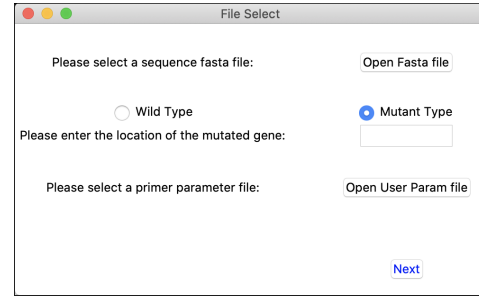 File Select
Please select a sequence fasta file: Open Fasta file
Wild Type Mutant Type
Please enter the location of the mutated gene:
Please select a primer parameter file: Open User Param file
Next